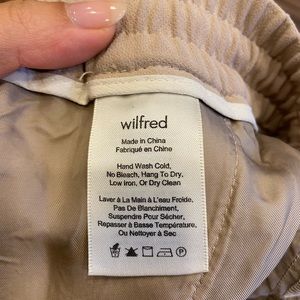 wilfred
Made in China
Fabriqué en Chine
Hand Wash Cold,
No Bleach, Hang To Dry,
Low iron, Or Dry Clean
Laver à La Main à L'eau Froide,
Pas De Blanchiment,
Suspendre Pour Sécher,
Repasser à Basse Température,
Ou Nettoyer à Sec
P